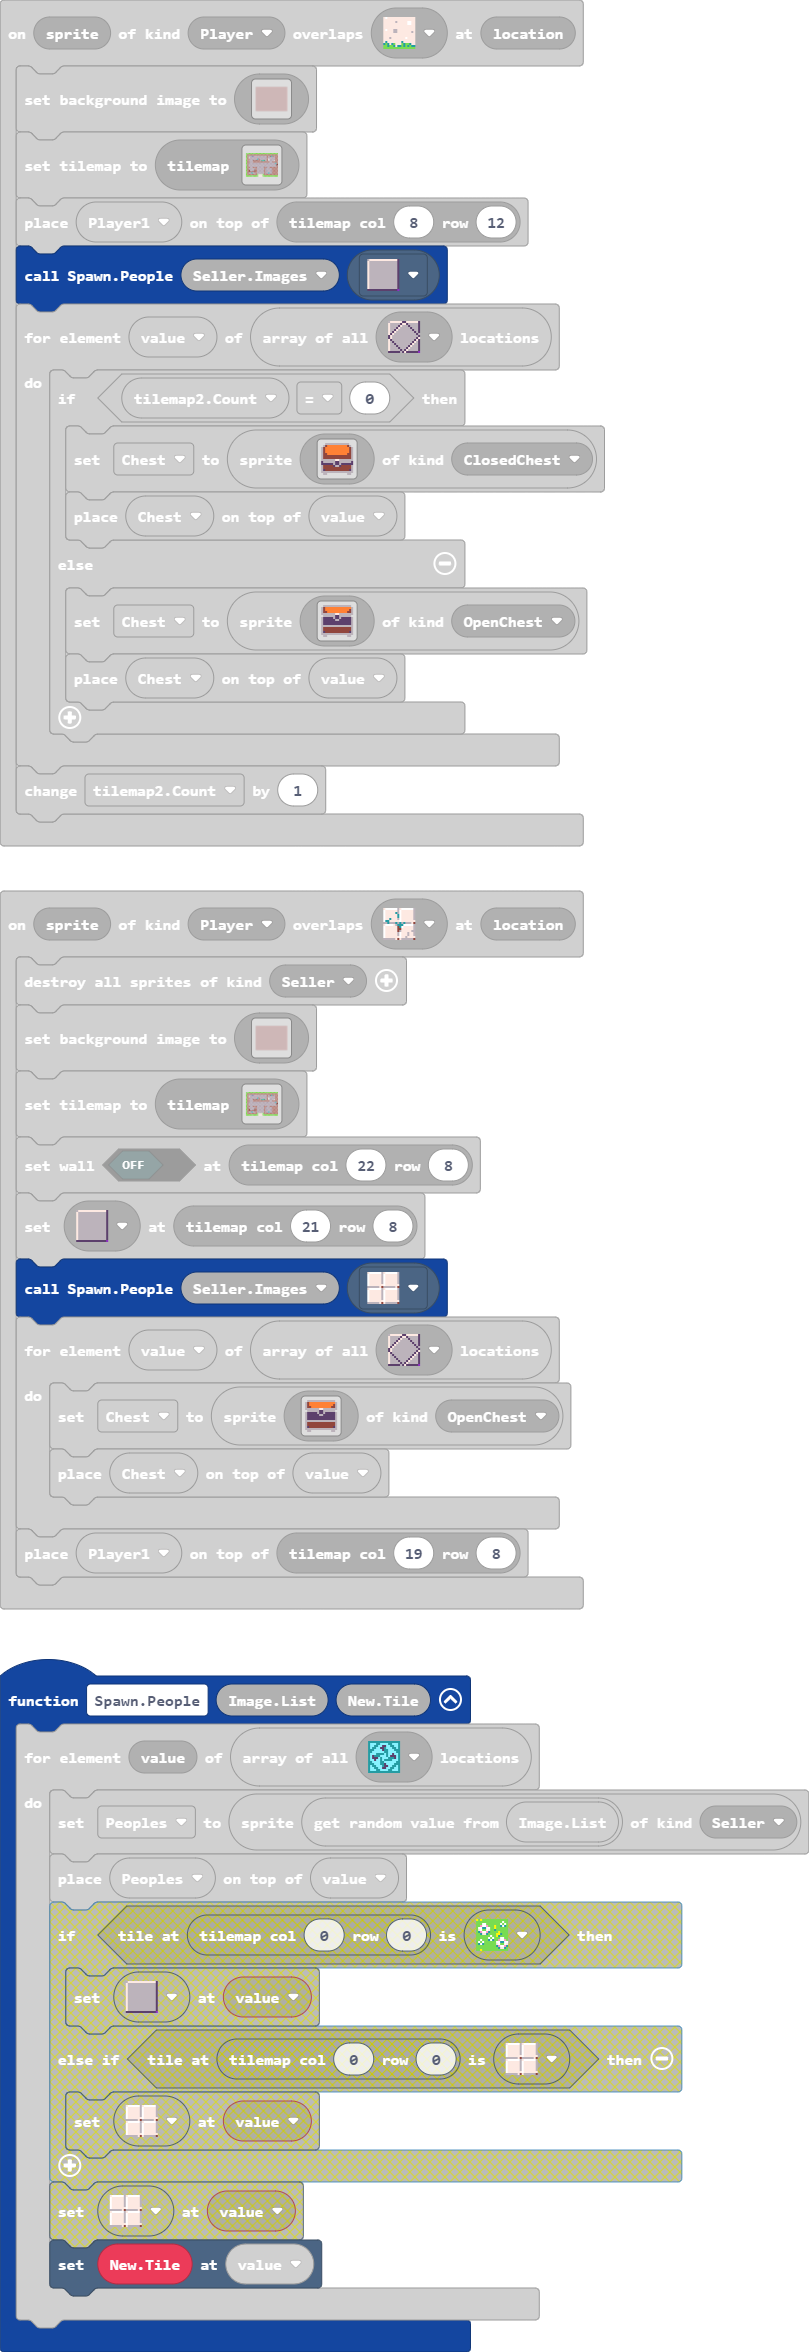 on sprite of kind Player overlaps at location
set background image to
set tilemap to tilemap
place Player1 on top of tilemap col 8 row 12
call Spawn.People Seller.Images
for element value of array of all locations
do
if tilemap2.Count = 0 then
set Chest to sprite of kind ClosedChest
place Chest on top of value
else
set Chest to sprite of kind OpenChest
place Chest on top of value
change tilemap2.Count by 1
on sprite of kind Player overlaps at location
destroy all sprites of kind Seller
set background image to
set tilemap to tilemap
set wall OFF at tilemap col 22 row 8
set at tilemap col 21 row 8
call Spawn.People Seller.Images
for element value of array of all locations
do
set Chest to sprite of kind OpenChest
place Chest on top of value
place Player1 on top of tilemap col 19 row 8
function Spawn.People Image.List New.Tile
for element value of array of all locations
do
set Peoples to sprite get random value from Image.List of kind Seller
place Peoples on top of value
if tile at tilemap col 0 row 0 is then
set at value
else if tile at tilemap col 0 row 0 is then
set at value
set at value
set New.Tile at value